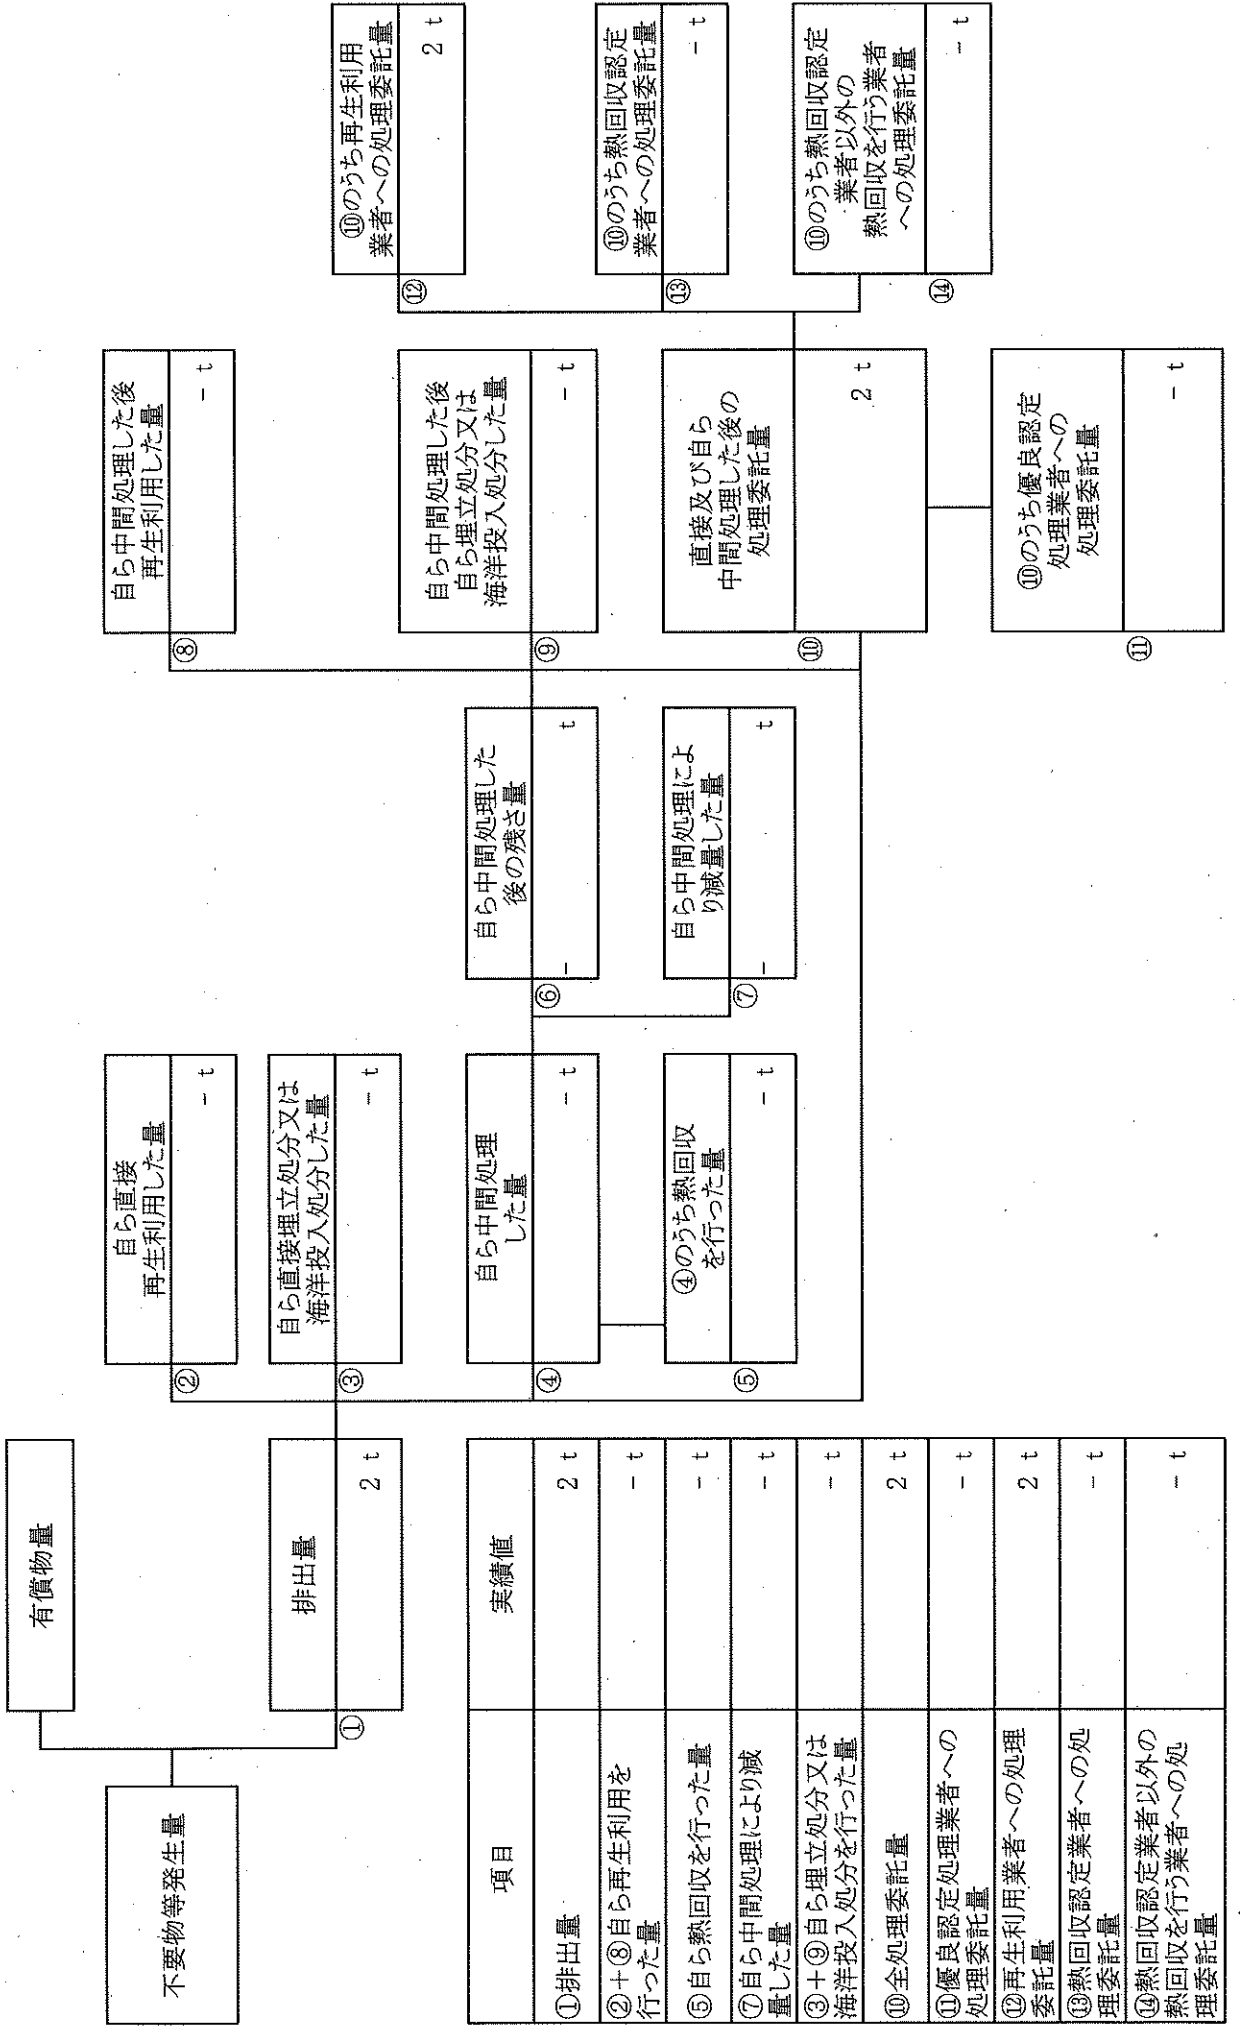 不要物等発生量
有償物量
排出量
①
2 t
自ら直接
再生利用した量
②
- t
自ら直接埋立処分又は
海洋投入処分した量
③
- t
自ら中間処理
した量
④
- t
④のうち熱回収
を行った量
⑤
- t
自ら中間処理した
後の残さ量
⑥
- t
自ら中間処理によ
り減量した量
⑦
- t
自ら中間処理した後
再生利用した量
⑧
- t
自ら中間処理した後
自ら埋立処分又は
海洋投入処分した量
⑨
- t
直接及び自ら
中間処理した後の
処理委託量
⑩
2 t
⑩のうち優良認定
処理業者への
処理委託量
⑪
- t
⑩のうち再生利用
業者への処理委託量
⑫
2 t
⑩のうち熱回収認定
業者への処理委託量
⑬
- t
⑩のうち熱回収認定
業者以外の
熱回収を行う業者
への処理委託量
⑭
- t
項目 実績値
①排出量 2 t
②+⑧自ら再生利用を
行った量 - t
⑤自ら熱回収を行った量 - t
⑦自ら中間処理により減
量した量 - t
③+⑨自ら埋立処分又は
海洋投入処分を行った量 - t
⑩全処理委託量 2 t
⑪優良認定処理業者への
処理委託量 - t
⑫再生利用業者への処理
委託量 2 t
⑬熱回収認定業者への処
理委託量 - t
⑭熱回収認定業者以外の
熱回収を行う業者への処
理委託量 - t